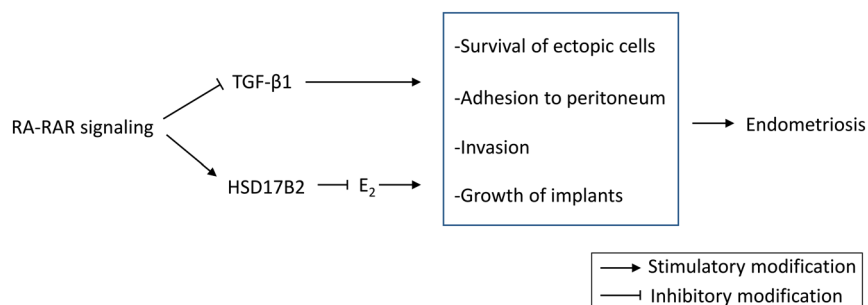 RA-RAR signaling
TGF-β1
HSD17B2
E₂
-Survival of ectopic cells
-Adhesion to peritoneum
-Invasion
-Growth of implants
Endometriosis
Stimulatory modification
Inhibitory modification